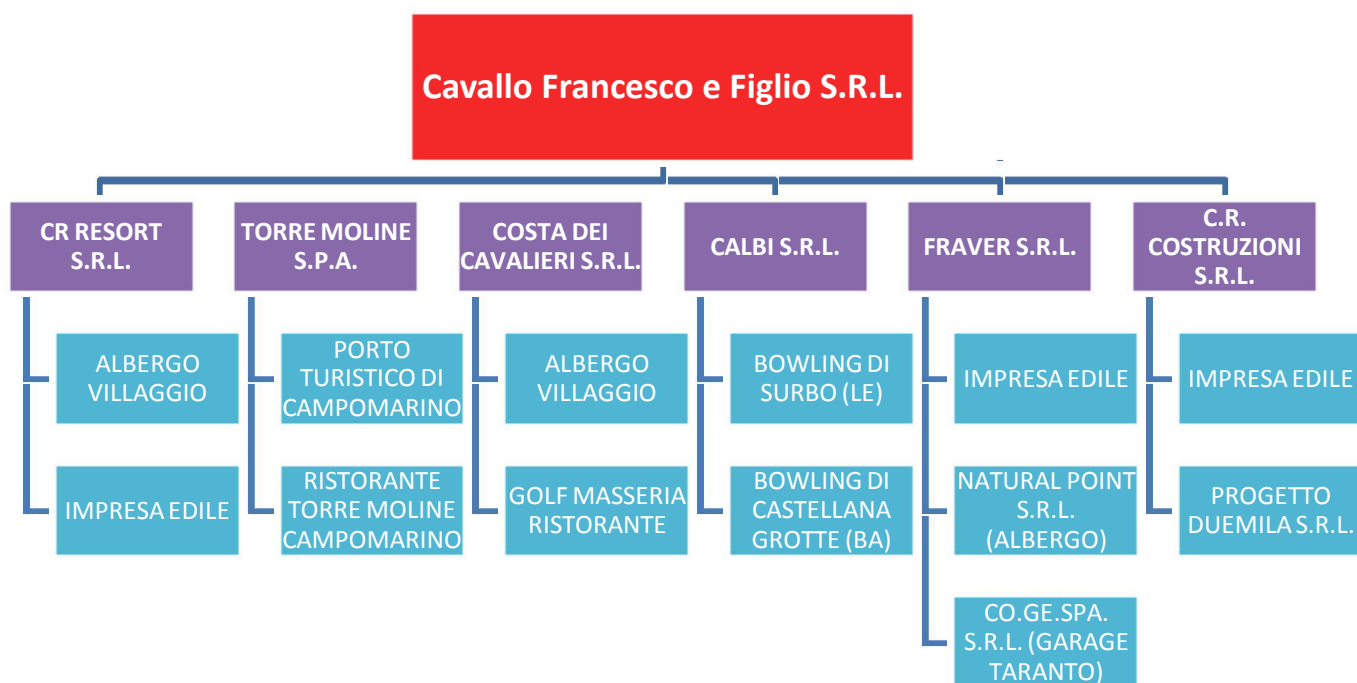 Cavallo Francesco e Figlio S.R.L.
CR RESORT
S.R.L.
TORRE MOLINE
S.P.A.
COSTA DEI
CAVALIERI S.R.L.
CALBI S.R.L.
FRAVER S.R.L.
C.R.
COSTRUZIONI
S.R.L.
ALBERGO
VILLAGGIO
PORTO
TURISTICO DI
CAMPOMARINO
ALBERGO
VILLAGGIO
BOWLING DI
SURBO (LE)
IMPRESA EDILE
IMPRESA EDILE
IMPRESA EDILE
RISTORANTE
TORRE MOLINE
CAMPOMARINO
GOLF MASSERIA
RISTORANTE
BOWLING DI
CASTELLANA
GROTTE (BA)
NATURAL POINT
S.R.L.
(ALBERGO)
PROGETTO
DUEMILA S.R.L.
CO.GE.SPA.
S.R.L. (GARAGE
TARANTO)